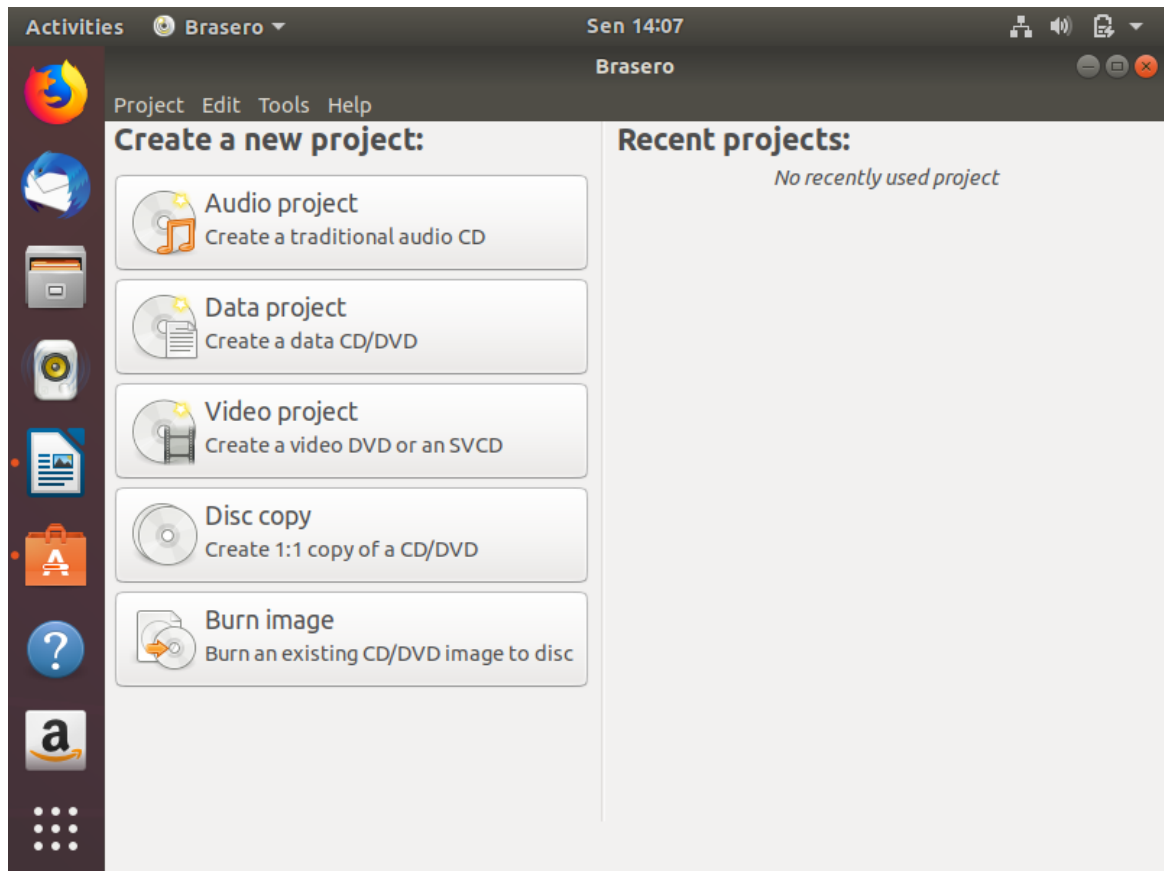 Activities Brasero Sen 14:07
Brasero
Project Edit Tools Help
Create a new project:
Audio project
Create a traditional audio CD
Data project
Create a data CD/DVD
Video project
Create a video DVD or an SVCD
Disc copy
Create 1:1 copy of a CD/DVD
Burn image
Burn an existing CD/DVD image to disc
Recent projects:
No recently used project
A
?
a